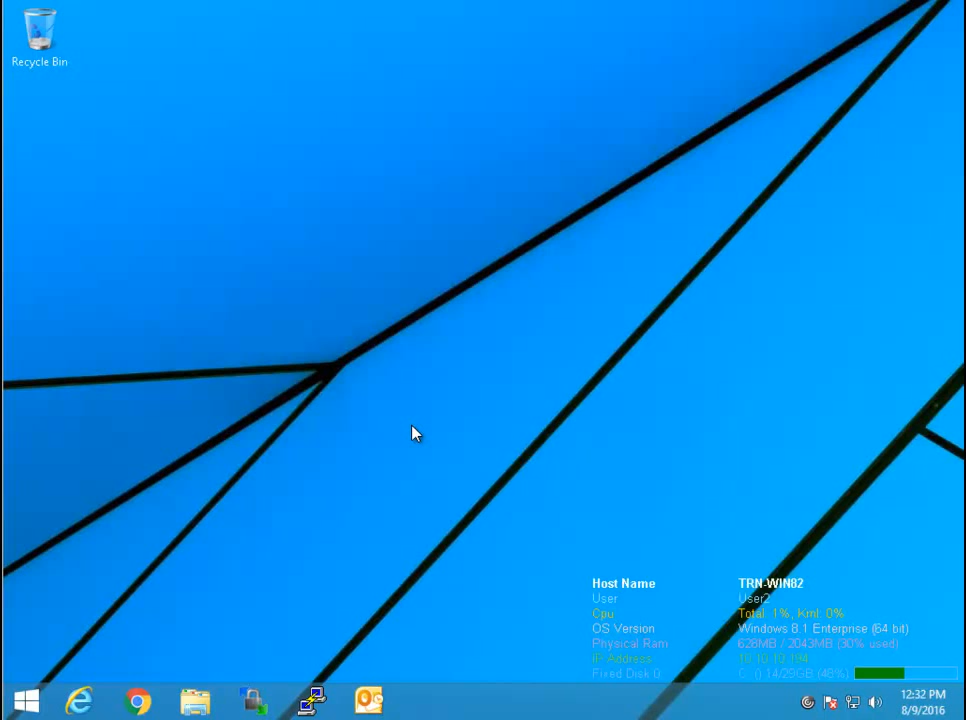 Recycle Bin
Host Name TRN-WIN82
User User2
Cpu Total: 1%, Krnl: 0%
OS Version Windows 8.1 Enterprise (64 bit)
Physical Ram 628MB / 2043MB (30% used)
IP Address 10.10.10.194
Fixed Disk 0 C:() 14/29GB (48%)
12:32 PM
8/9/2016